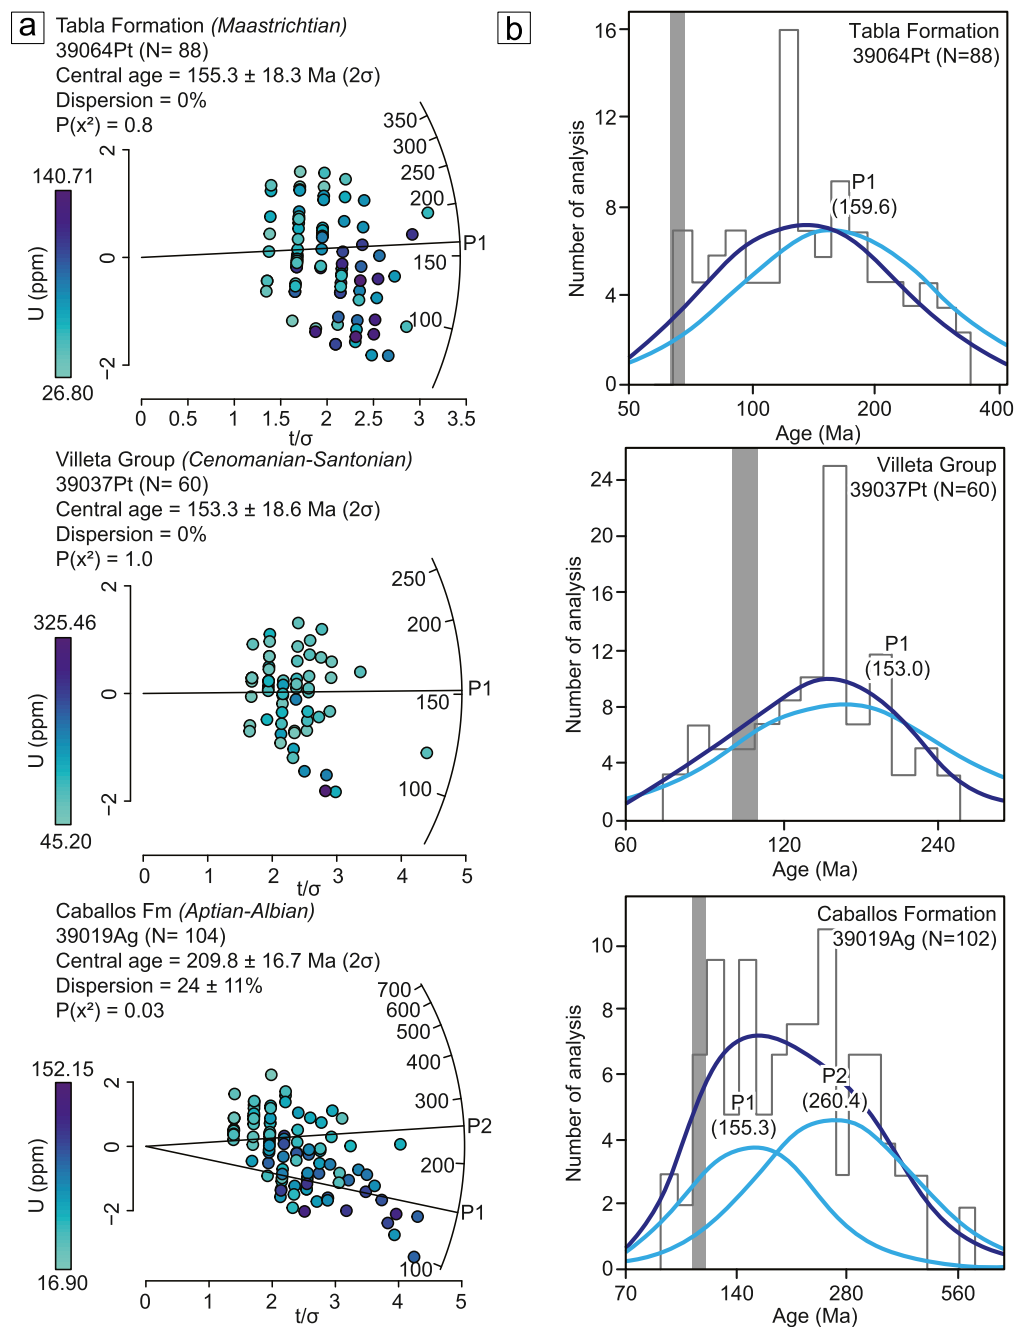 a
Tabla Formation (Maastrichtian)
39064Pt (N= 88)
Central age = 155.3 ± 18.3 Ma (2σ)
Dispersion = 0%
P(x²) = 0.8
140.71
U (ppm)
26.80
2
0
−2
350
300
250
200
P1
150
100
0 0.5 1 1.5 2 2.5 3 3.5
t/σ
Villeta Group (Cenomanian-Santonian)
39037Pt (N= 60)
Central age = 153.3 ± 18.6 Ma (2σ)
Dispersion = 0%
P(x²) = 1.0
325.46
U (ppm)
45.20
2
0
−2
250
200
P1
150
100
0 1 2 3 4 5
t/σ
Caballos Fm (Aptian-Albian)
39019Ag (N= 104)
Central age = 209.8 ± 16.7 Ma (2σ)
Dispersion = 24 ± 11%
P(x²) = 0.03
152.15
U (ppm)
16.90
2
0
−2
700
600
500
400
300
P2
200
P1
100
0 1 2 3 4 5
t/σ
b
Tabla Formation
39064Pt (N=88)
P1
(159.6)
Number of analysis
16
12
8
4
0
50 100 200 400
Age (Ma)
Villeta Group
39037Pt (N=60)
P1
(153.0)
Number of analysis
24
20
16
12
8
4
0
60 120 240
Age (Ma)
Caballos Formation
39019Ag (N=102)
P2
(260.4)
P1
(155.3)
Number of analysis
10
8
6
4
2
0
70 140 280 560
Age (Ma)